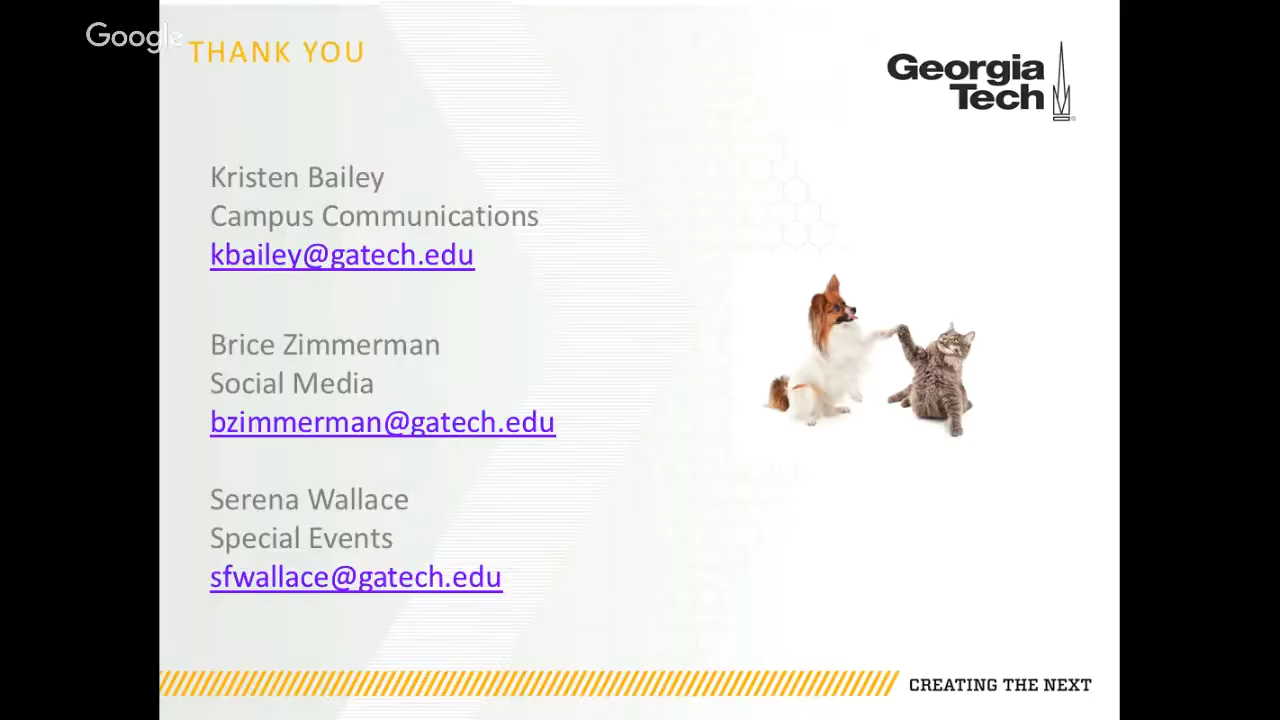 Google
THANK YOU
Georgia
Tech
Kristen Bailey
Campus Communications
kbailey@gatech.edu
Brice Zimmerman
Social Media
bzimmerman@gatech.edu
Serena Wallace
Special Events
sfwallace@gatech.edu
CREATING THE NEXT